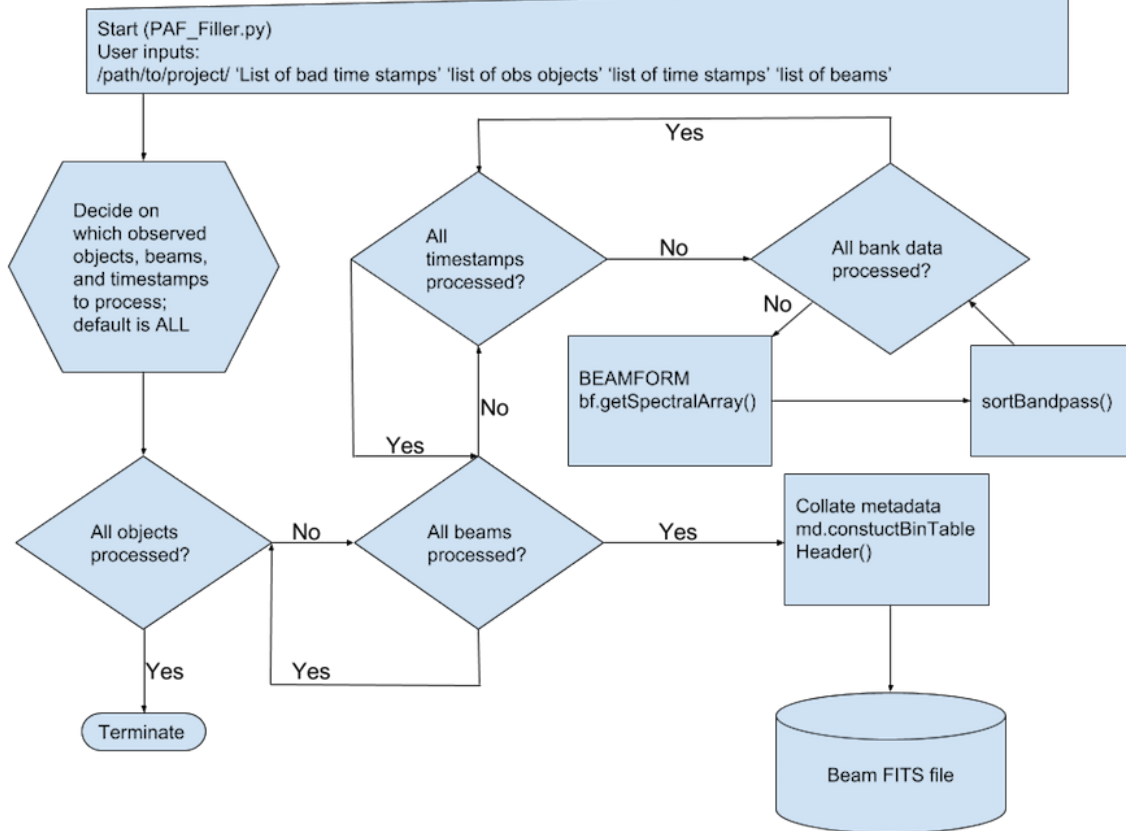 Start (PAF_Filler.py)
User inputs:
/path/to/project/ ‘List of bad time stamps’ ‘list of obs objects’ ‘list of time stamps’ ‘list of beams’
Yes
Decide on
which observed
objects, beams,
and timestamps
to process;
default is ALL
All
timestamps
processed?
No
All bank data
processed?
No
BEAMFORM
bf.getSpectralArray()
sortBandpass()
No
Yes
All objects
processed?
No
All beams
processed?
Yes
Collate metadata
md.constuctBinTable
Header()
Yes
Yes
Terminate
Beam FITS file